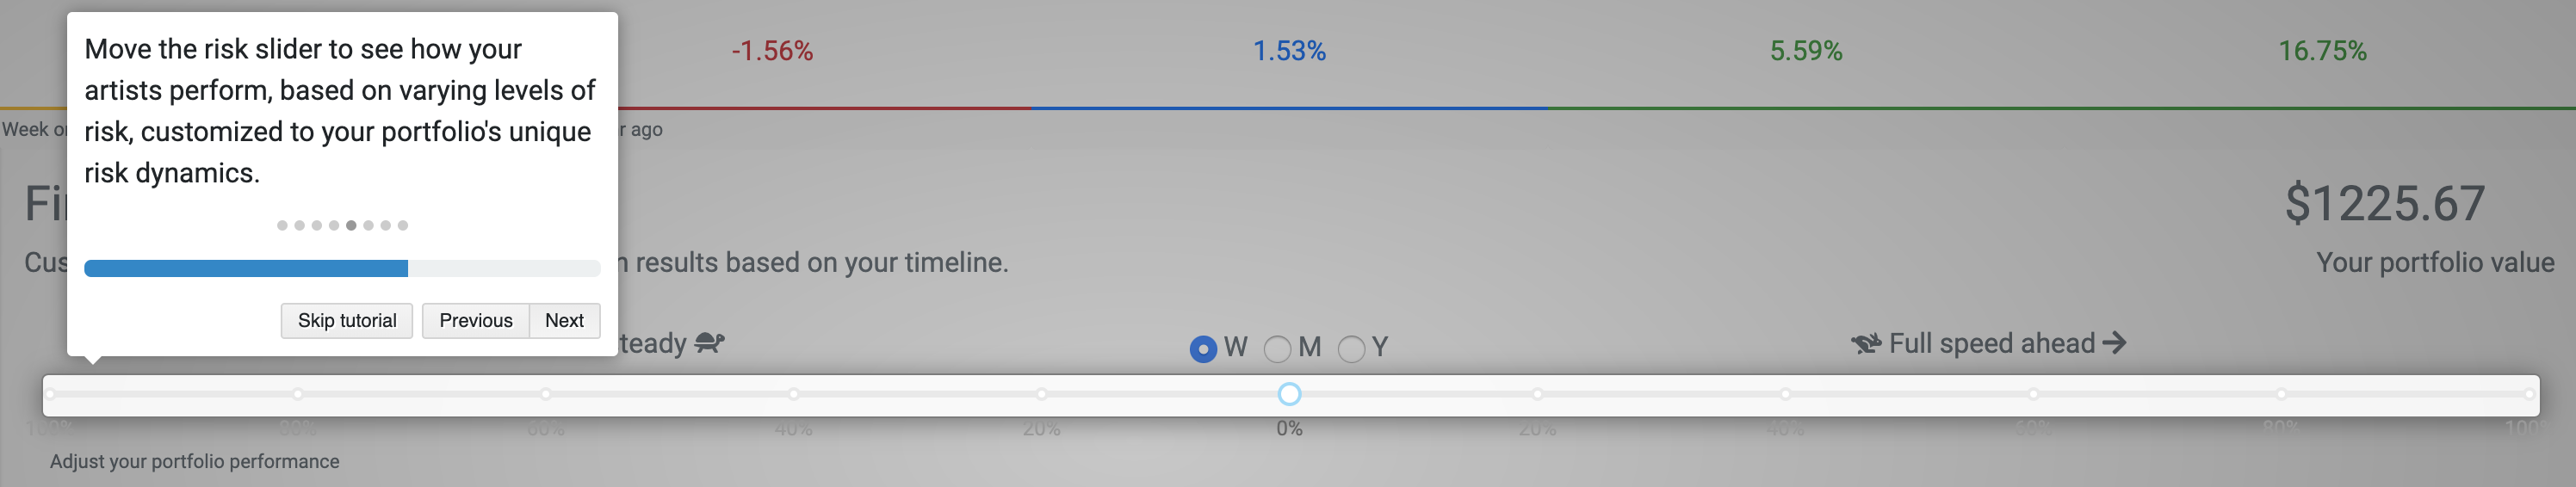 Move the risk slider to see how your
artists perform, based on varying levels of
risk, customized to your portfolio's unique
risk dynamics.
Skip tutorial Previous Next
-1.56% 1.53% 5.59% 16.75%
Week ago
$1225.67
results based on your timeline.
Your portfolio value
W M Y
Full speed ahead
100% 80% 60% 40% 20% 0% 20% 40% 60% 80% 100
Adjust your portfolio performance